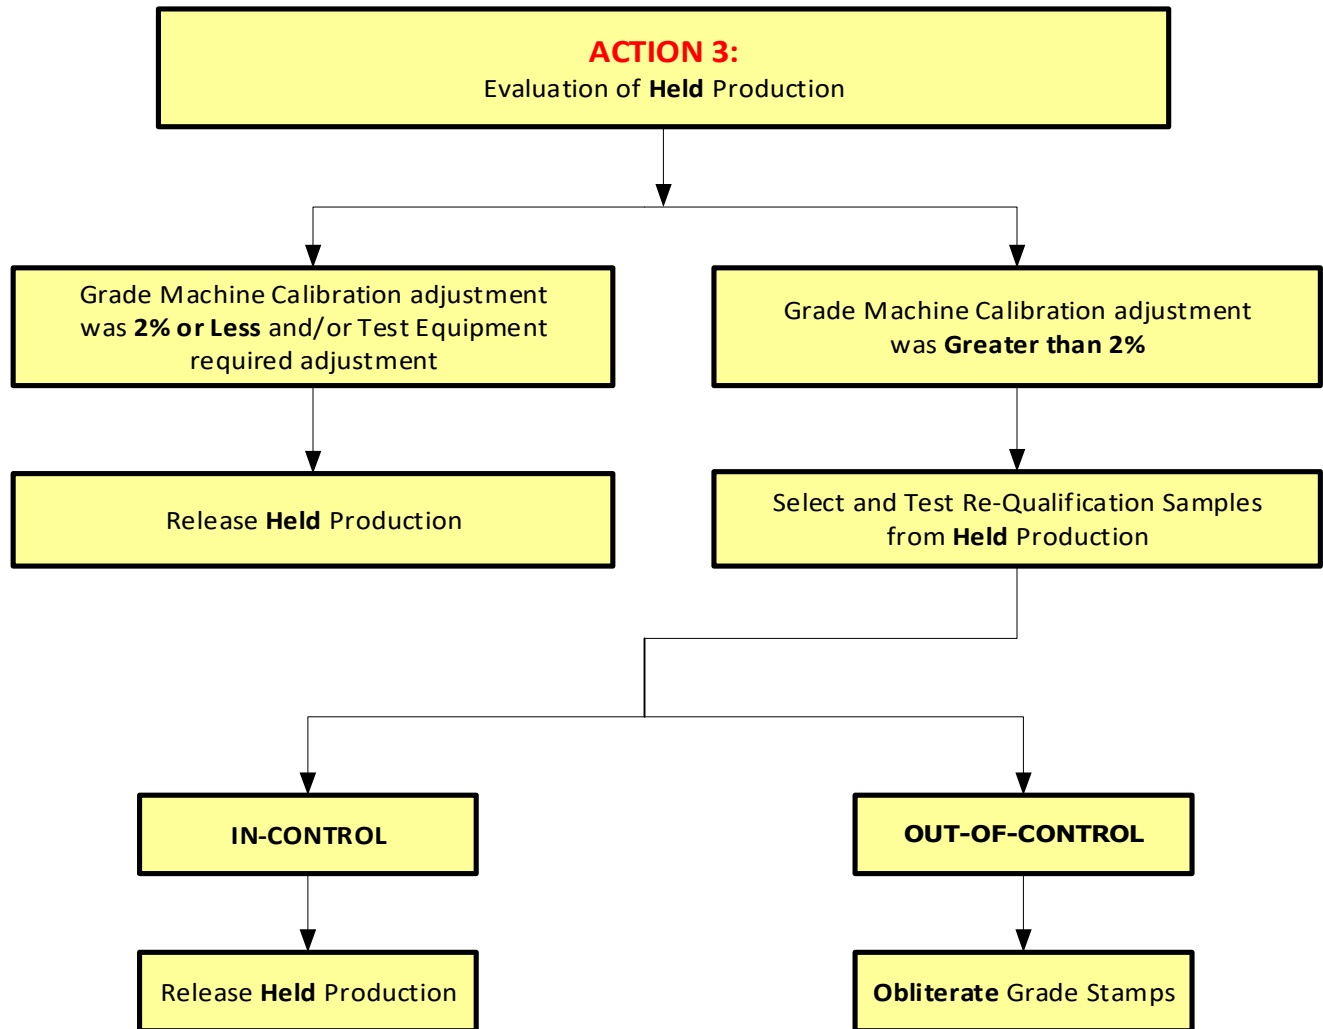 ACTION 3:
Evaluation of Held Production
Grade Machine Calibration adjustment
was 2% or Less and/or Test Equipment
required adjustment
Grade Machine Calibration adjustment
was Greater than 2%
Release Held Production
Select and Test Re-Qualification Samples
from Held Production
IN-CONTROL
OUT-OF-CONTROL
Release Held Production
Obliterate Grade Stamps